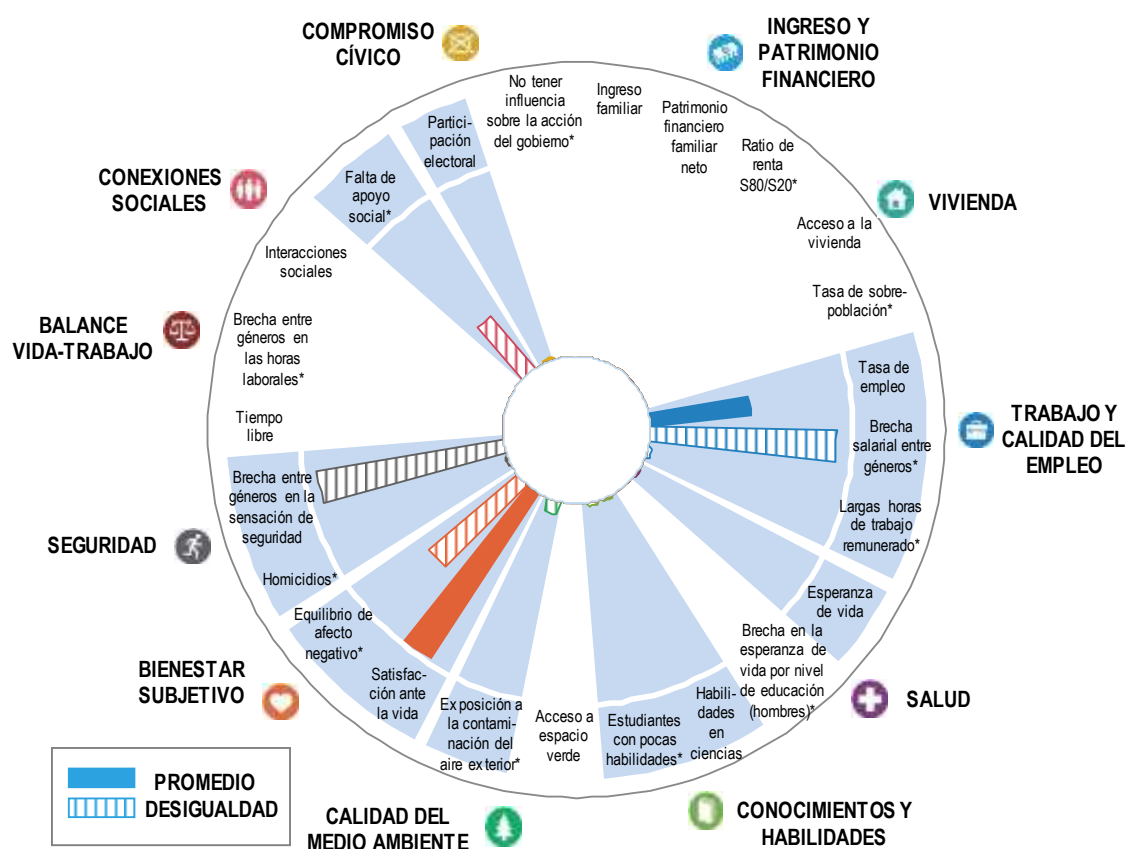 COMPROMISO
CÍVICO
INGRESO Y
PATRIMONIO
FINANCIERO
No tener
influencia
sobre la acción
del gobierno*
Ingreso
familiar
Patrimonio
financiero
familiar
neto
Ratio de
renta
S80/S20*
VIVIENDA
Acceso a la
vivienda
Tasa de sobre-
población*
Tasa de
empleo
Brecha
salarial entre
géneros*
Largas horas
de trabajo
remunerado*
TRABAJO Y
CALIDAD DEL
EMPLEO
Esperanza
de vida
Brecha en la
esperanza de
vida por nivel
de educación
(hombres)*
SALUD
Habili-
dades
en
ciencias
Estudiantes
con pocas
habilidades*
CONOCIMIENTOS Y
HABILIDADES
Acceso a
espacio
verde
Exposición a
la contami-
nación del
aire exterior*
CALIDAD DEL
MEDIO AMBIENTE
Satisfac-
ción ante
la vida
Equilibrio de
afecto
negativo*
BIENESTAR
SUBJETIVO
Homicidios*
Brecha entre
géneros en la
sensación de
seguridad
SEGURIDAD
Tiempo
libre
Brecha entre
géneros en
las horas
laborales*
BALANCE
VIDA-TRABAJO
Interacciones
sociales
Falta de
apoyo
social*
CONEXIONES
SOCIALES
Partici-
pación
electoral
PROMEDIO
DESIGUALDAD